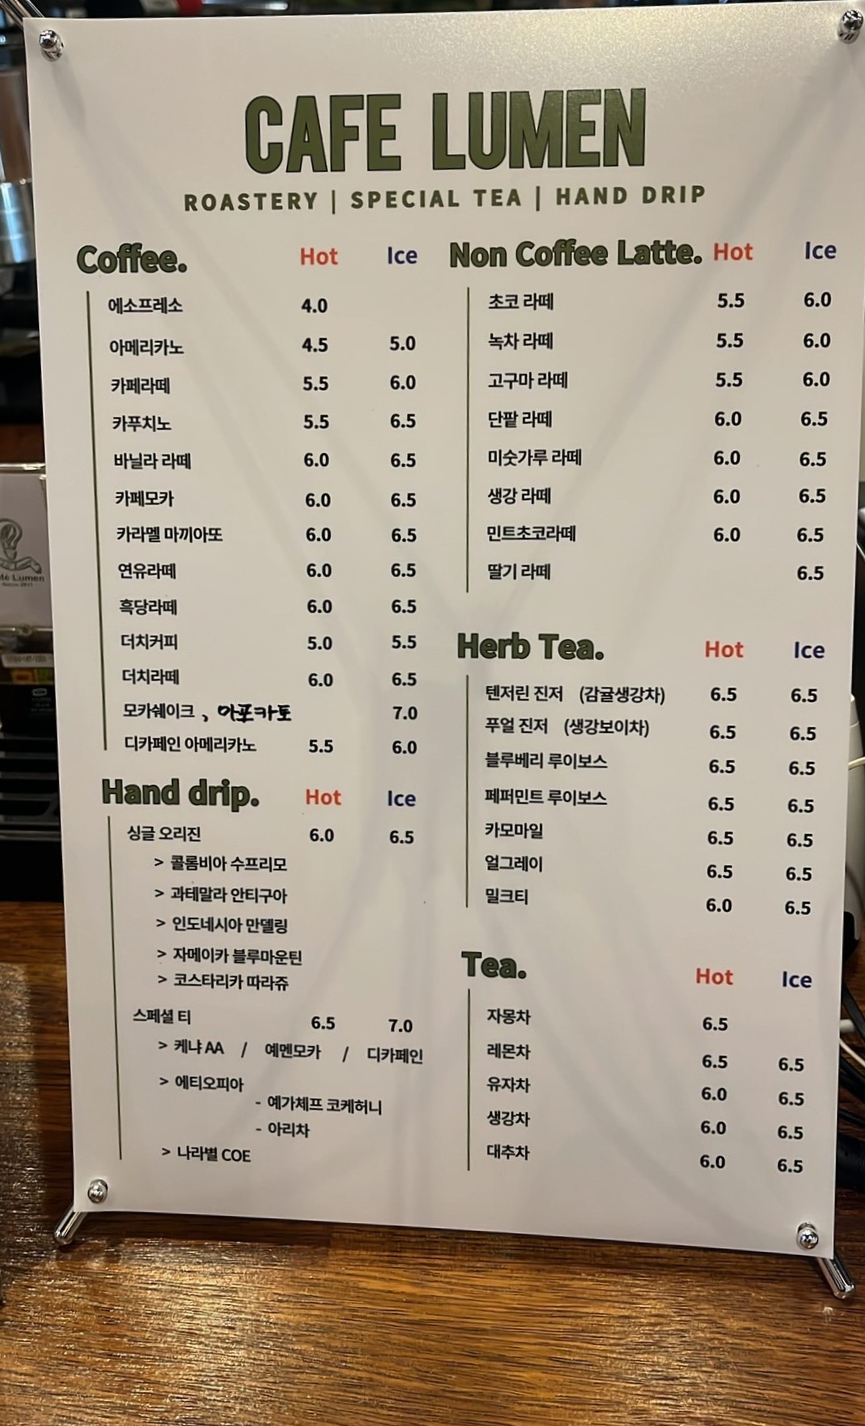 CAFE LUMEN
ROASTERY | SPECIAL TEA | HAND DRIP
Coffee. Hot Ice
에소프레소 4.0
아메리카노 4.5 5.0
카페라떼 5.5 6.0
카푸치노 5.5 6.5
바닐라 라떼 6.0 6.5
카페모카 6.0 6.5
카라멜 마끼아또 6.0 6.5
연유라떼 6.0 6.5
흑당라떼 6.0 6.5
더치커피 5.0 5.5
더치라떼 6.0 6.5
모카쉐이크 , 아포카토 7.0
디카페인 아메리카노 5.5 6.0
Hand drip. Hot Ice
싱글 오리진 6.0 6.5
> 콜롬비아 수프리모
> 과테말라 안티구아
> 인도네시아 만델링
> 자메이카 블루마운틴
> 코스타리카 따라쥬
스페셜 티 6.5 7.0
> 케냐 AA / 예멘모카 / 디카페인
> 에티오피아
- 예가체프 코케허니
- 아리차
> 나라별 COE
Non Coffee Latte. Hot Ice
초코 라떼 5.5 6.0
녹차 라떼 5.5 6.0
고구마 라떼 5.5 6.0
단팥 라떼 6.0 6.5
미숫가루 라떼 6.0 6.5
생강 라떼 6.0 6.5
민트초코라떼 6.0 6.5
딸기 라떼 6.5
Herb Tea. Hot Ice
텐저린 진저 (감귤생강차) 6.5 6.5
푸얼 진저 (생강보이차) 6.5 6.5
블루베리 루이보스 6.5 6.5
페퍼민트 루이보스 6.5 6.5
카모마일 6.5 6.5
얼그레이 6.5 6.5
밀크티 6.0 6.5
Tea. Hot Ice
자몽차 6.5
레몬차 6.5 6.5
유자차 6.0 6.5
생강차 6.0 6.5
대추차 6.0 6.5